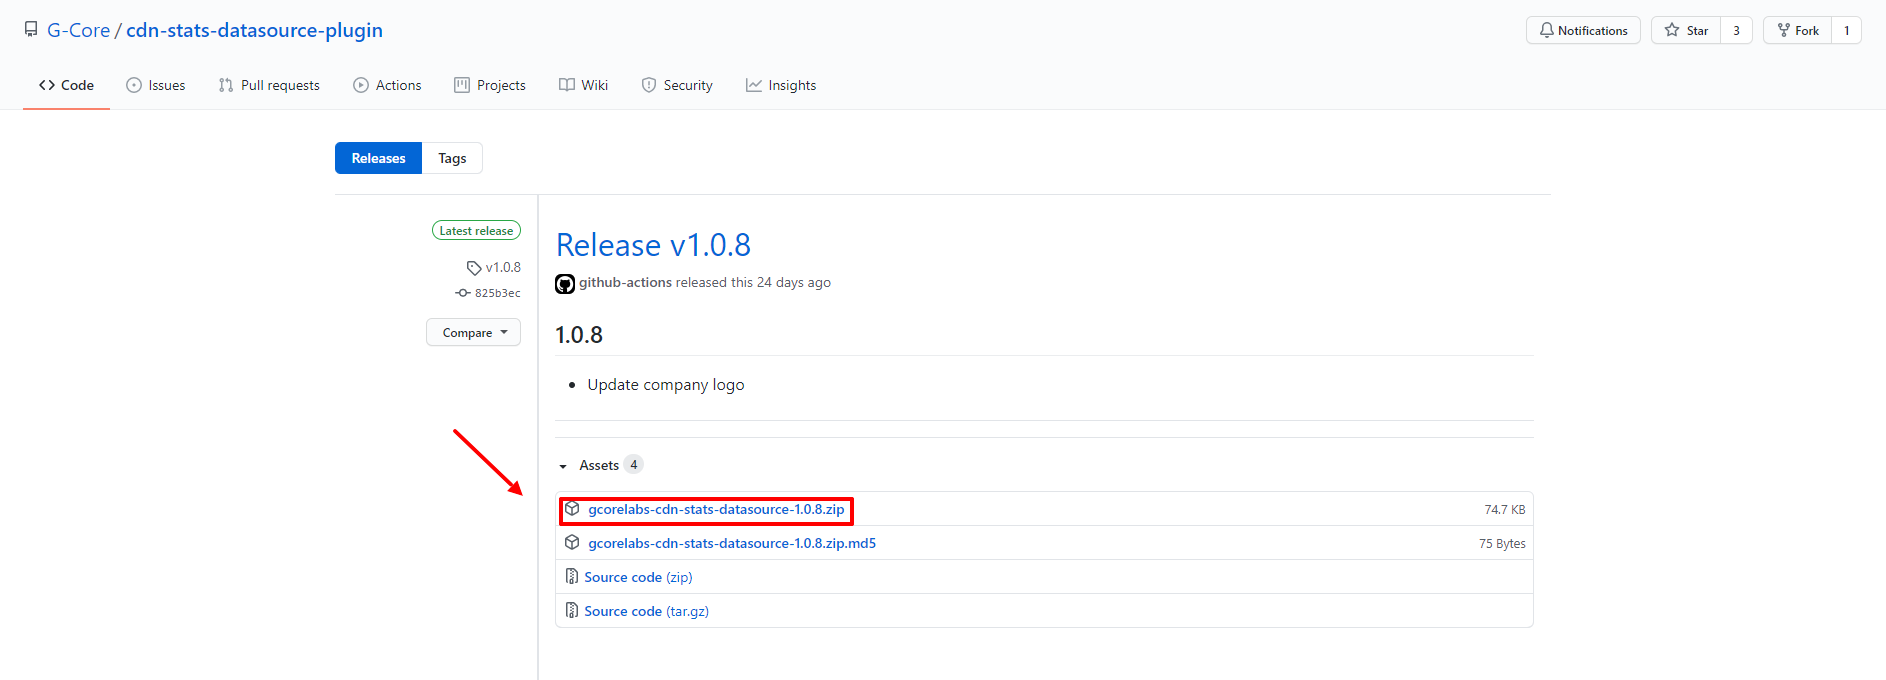 G-Core / cdn-stats-datasource-plugin
Notifications Star 3 Fork 1
Code Issues Pull requests Actions Projects Wiki Security Insights
Releases Tags
Latest release
v1.0.8
825b3ec
Compare
Release v1.0.8
github-actions released this 24 days ago
1.0.8
• Update company logo
Assets 4
gcorelabs-cdn-stats-datasource-1.0.8.zip 74.7 KB
gcorelabs-cdn-stats-datasource-1.0.8.zip.md5 75 Bytes
Source code (zip)
Source code (tar.gz)